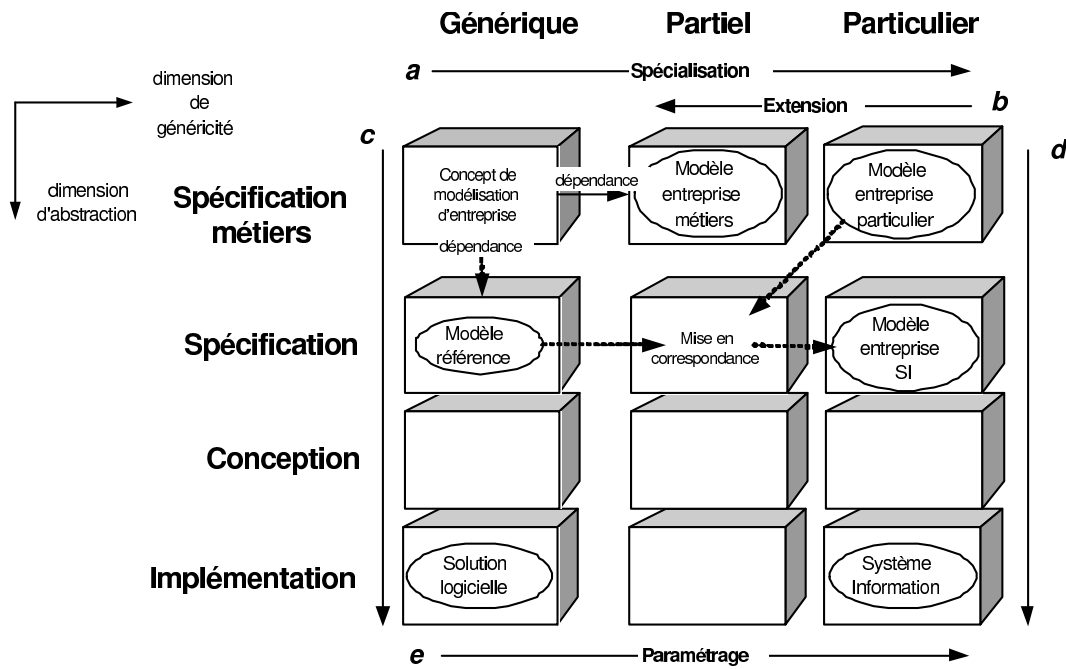 Générique
Partiel
Particulier
a
Spécialisation
dimension
de
généricité
Extension
b
c
d
dimension
d'abstraction
Spécification
métiers
Concept de
modélisation
d'entreprise
dépendance
Modèle
entreprise
métiers
Modèle
entreprise
particulier
dépendance
Spécification
Modèle
référence
Mise en
correspondance
Modèle
entreprise
SI
Conception
Implémentation
Solution
logicielle
Système
Information
e
Paramétrage